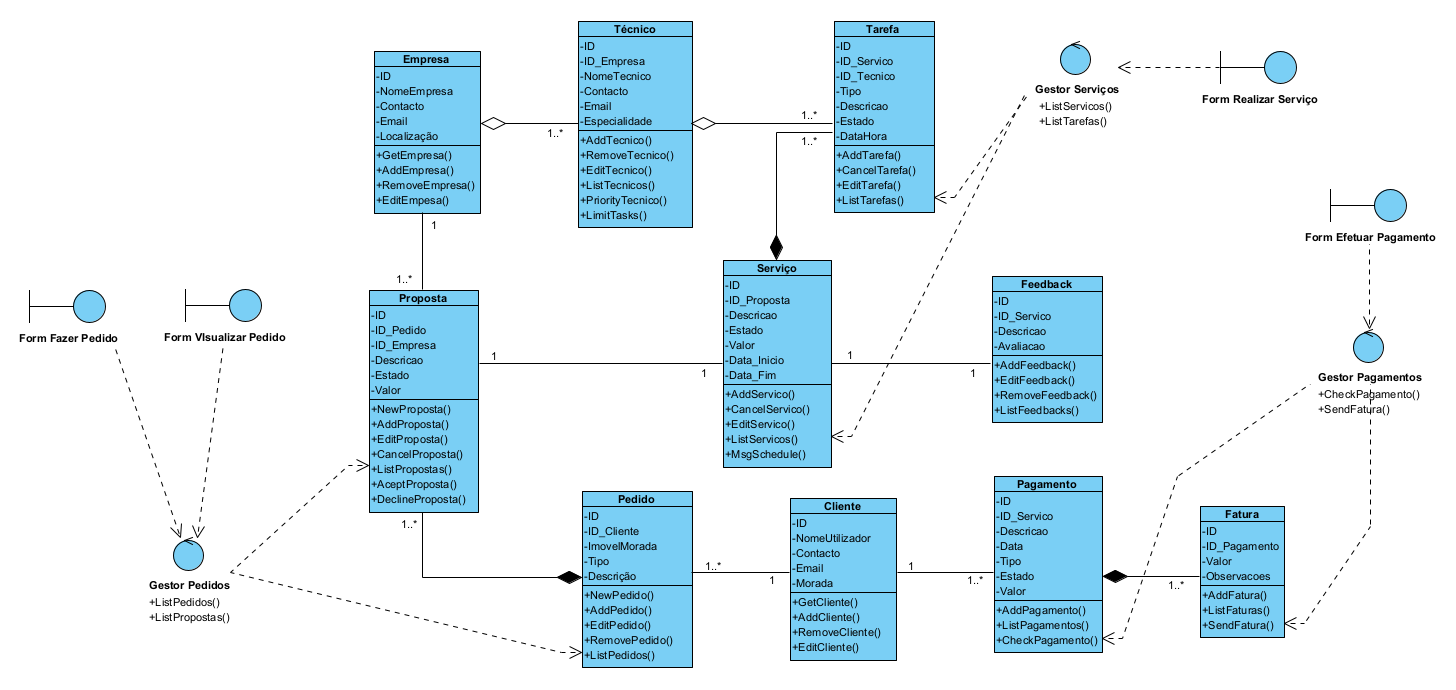 Empresa
-ID
-NomeEmpresa
-Contacto
-Email
-Localização
+GetEmpresa()
+AddEmpresa()
+RemoveEmpresa()
+EditEmpesa()
1..*
Técnico
-ID
-ID_Empresa
-NomeTecnico
-Contacto
-Email
-Especialidade
+AddTecnico()
+RemoveTecnico()
+EditTecnico()
+ListTecnicos()
+PriorityTecnico()
+LimitTasks()
1..*
1..*
Tarefa
-ID
-ID_Servico
-ID_Tecnico
-Tipo
-Descricao
-Estado
-DataHora
+AddTarefa()
+CancelTarefa()
+EditTarefa()
+ListTarefas()
Gestor Serviços
+ListServicos()
+ListTarefas()
Form Realizar Serviço
Form Efetuar Pagamento
1
1..*
Form Fazer Pedido
Form VIsualizar Pedido
Proposta
-ID
-ID_Pedido
-ID_Empresa
-Descricao
-Estado
-Valor
+NewProposta()
+AddProposta()
+EditProposta()
+CancelProposta()
+ListPropostas()
+AceptProposta()
+DeclineProposta()
1
1
Serviço
-ID
-ID_Proposta
-Descricao
-Estado
-Valor
-Data_Inicio
-Data_Fim
+AddServico()
+CancelServico()
+EditServico()
+ListServicos()
+MsgSchedule()
1
1
Feedback
-ID
-ID_Servico
-Descricao
-Avaliacao
+AddFeedback()
+EditFeedback()
+RemoveFeedback()
+ListFeedbacks()
Gestor Pagamentos
+CheckPagamento()
+SendFatura()
Gestor Pedidos
+ListPedidos()
+ListPropostas()
1..*
Pedido
-ID
-ID_Cliente
-ImovelMorada
-Tipo
-Descrição
+NewPedido()
+AddPedido()
+EditPedido()
+RemovePedido()
+ListPedidos()
1..*
1
Cliente
-ID
-NomeUtilizador
-Contacto
-Email
-Morada
+GetCliente()
+AddCliente()
+RemoveCliente()
+EditCliente()
1
1..*
Pagamento
-ID
-ID_Servico
-Descricao
-Data
-Tipo
-Estado
-Valor
+AddPagamento()
+ListPagamentos()
+CheckPagamento()
1..*
Fatura
-ID
-ID_Pagamento
-Valor
-Observacoes
+AddFatura()
+ListFaturas()
+SendFatura()